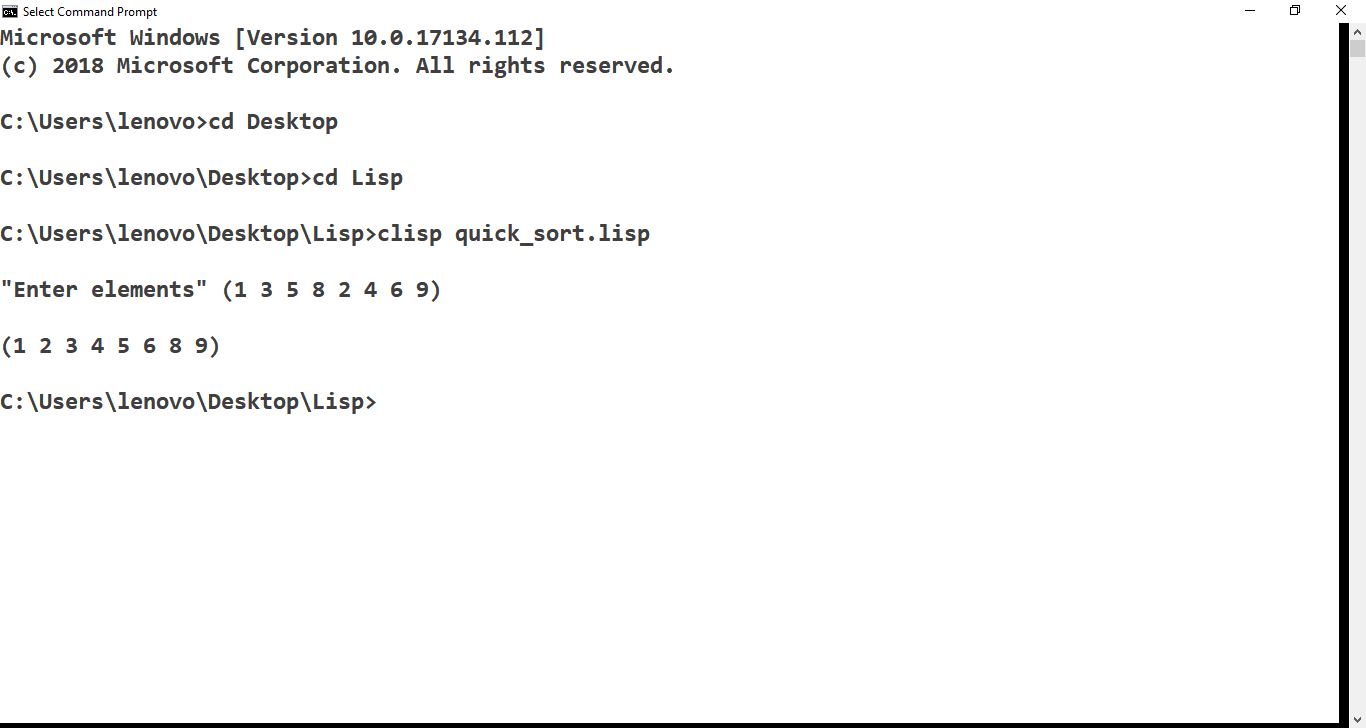 Select Command Prompt
Microsoft Windows [Version 10.0.17134.112]
(c) 2018 Microsoft Corporation. All rights reserved.
C:\Users\lenovo>cd Desktop
C:\Users\lenovo\Desktop>cd Lisp
C:\Users\lenovo\Desktop\Lisp>clisp quick_sort.lisp
"Enter elements" (1 3 5 8 2 4 6 9)
(1 2 3 4 5 6 8 9)
C:\Users\lenovo\Desktop\Lisp>